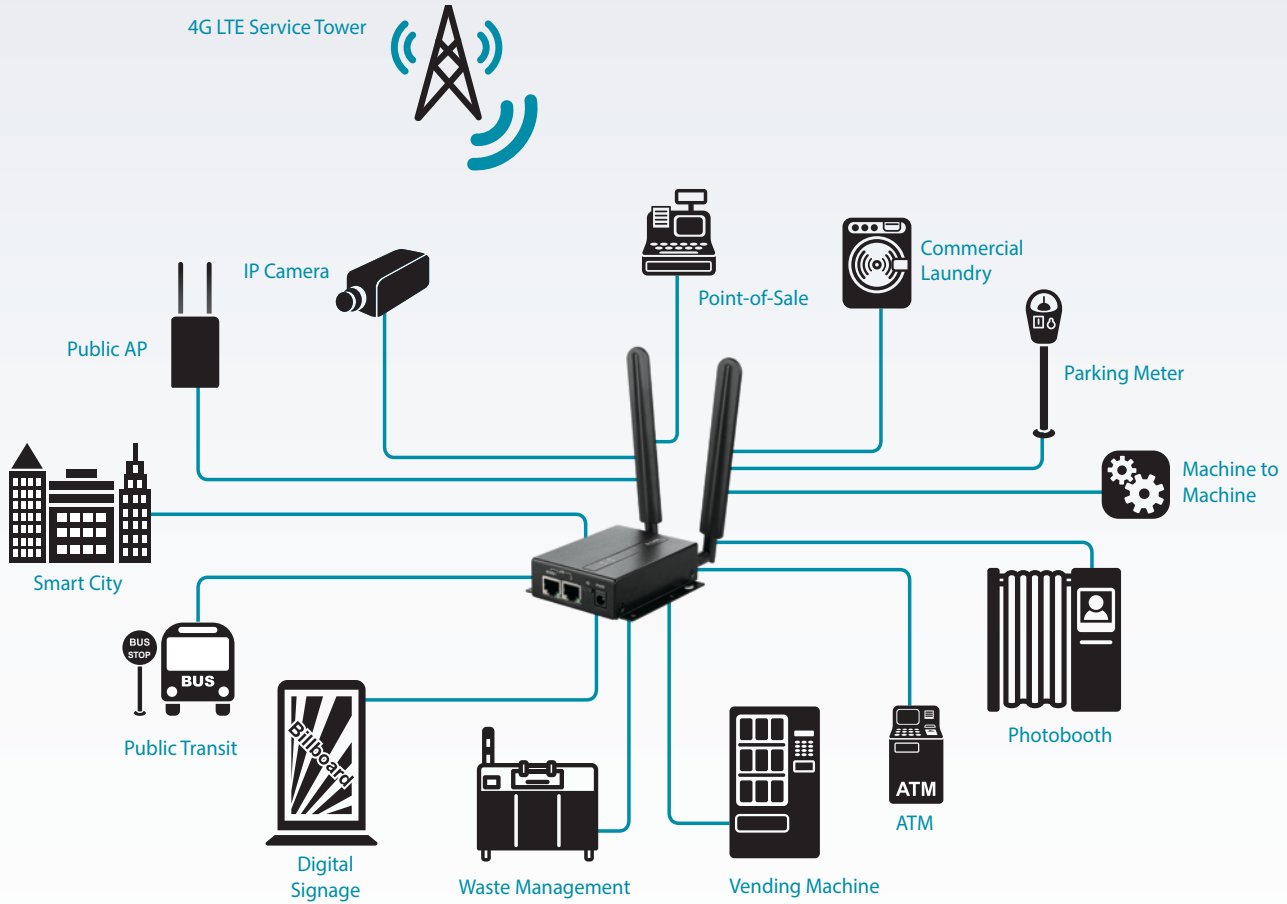 4G LTE Service Tower
IP Camera
Point-of-Sale
Commercial
Laundry
Public AP
Parking Meter
Machine to
Machine
Smart City
BUS
STOP
BUS
Public Transit
Billboard
Digital
Signage
Waste Management
Vending Machine
ATM
ATM
Photobooth